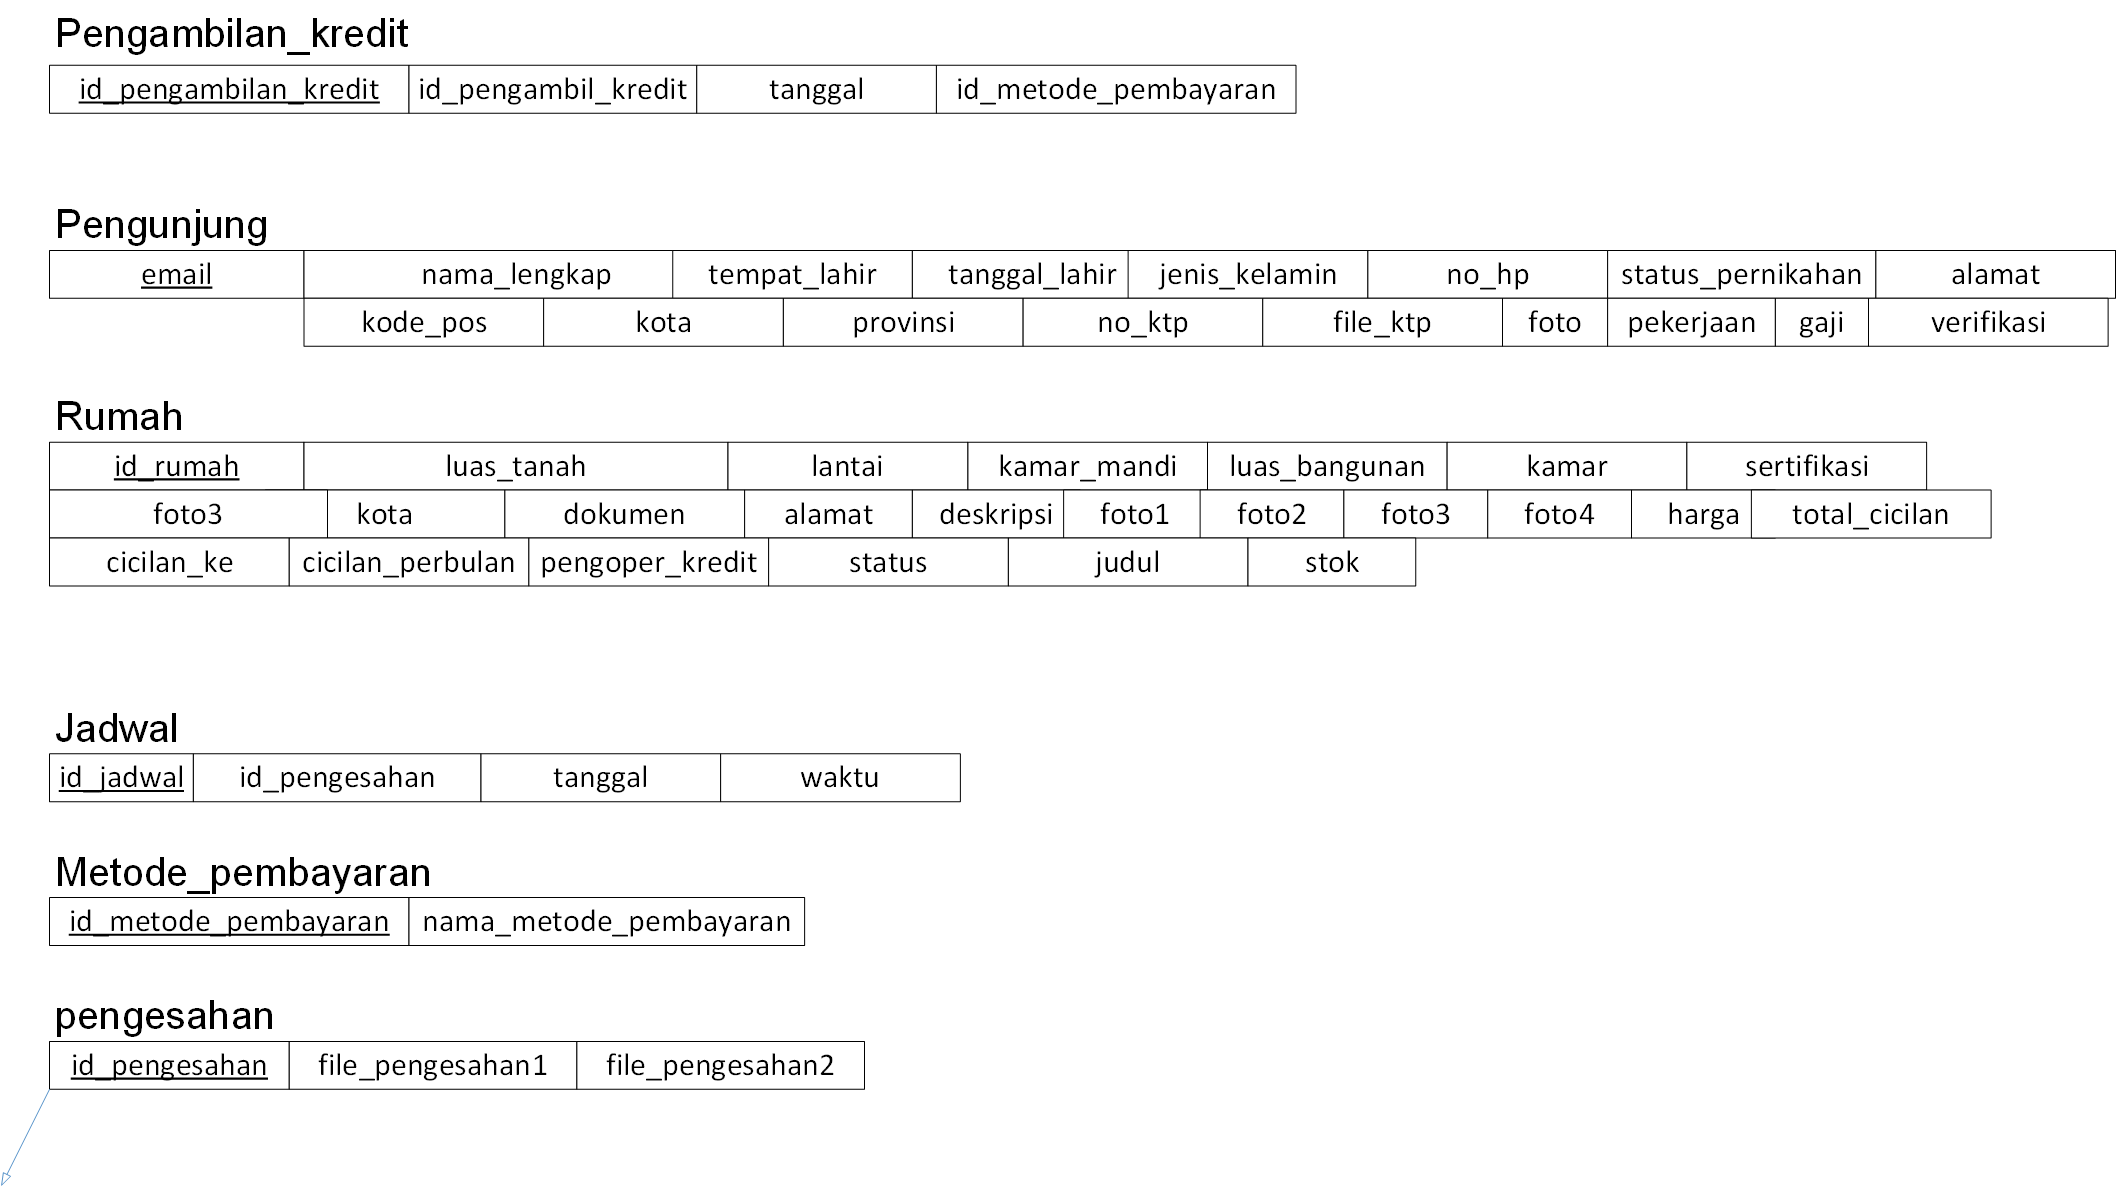 Pengambilan_kredit
id_pengambilan_kredit id_pengambil_kredit tanggal id_metode_pembayaran
Pengunjung
email nama_lengkap tempat_lahir tanggal_lahir jenis_kelamin no_hp status_pernikahan alamat
kode_pos kota provinsi no_ktp file_ktp foto pekerjaan gaji verifikasi
Rumah
id_rumah luas_tanah lantai kamar_mandi luas_bangunan kamar sertifikasi
foto3 kota dokumen alamat deskripsi foto1 foto2 foto3 foto4 harga total_cicilan
cicilan_ke cicilan_perbulan pengoper_kredit status judul stok
Jadwal
id_jadwal id_pengesahan tanggal waktu
Metode_pembayaran
id_metode_pembayaran nama_metode_pembayaran
pengesahan
id_pengesahan file_pengesahan1 file_pengesahan2